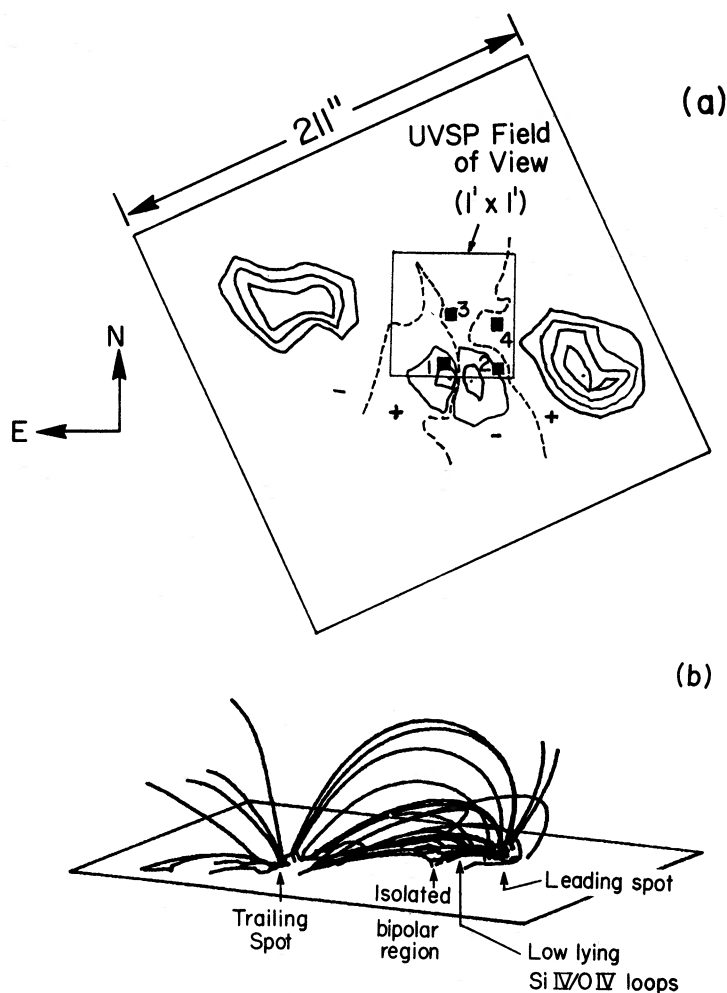 (a)
211"
UVSP Field
of View
(1' x 1')
3
4
1
2
N
E
-
+
-
+
(b)
Trailing
Spot
Isolated
bipolar
region
Leading spot
Low lying
Si IV/O IV loops